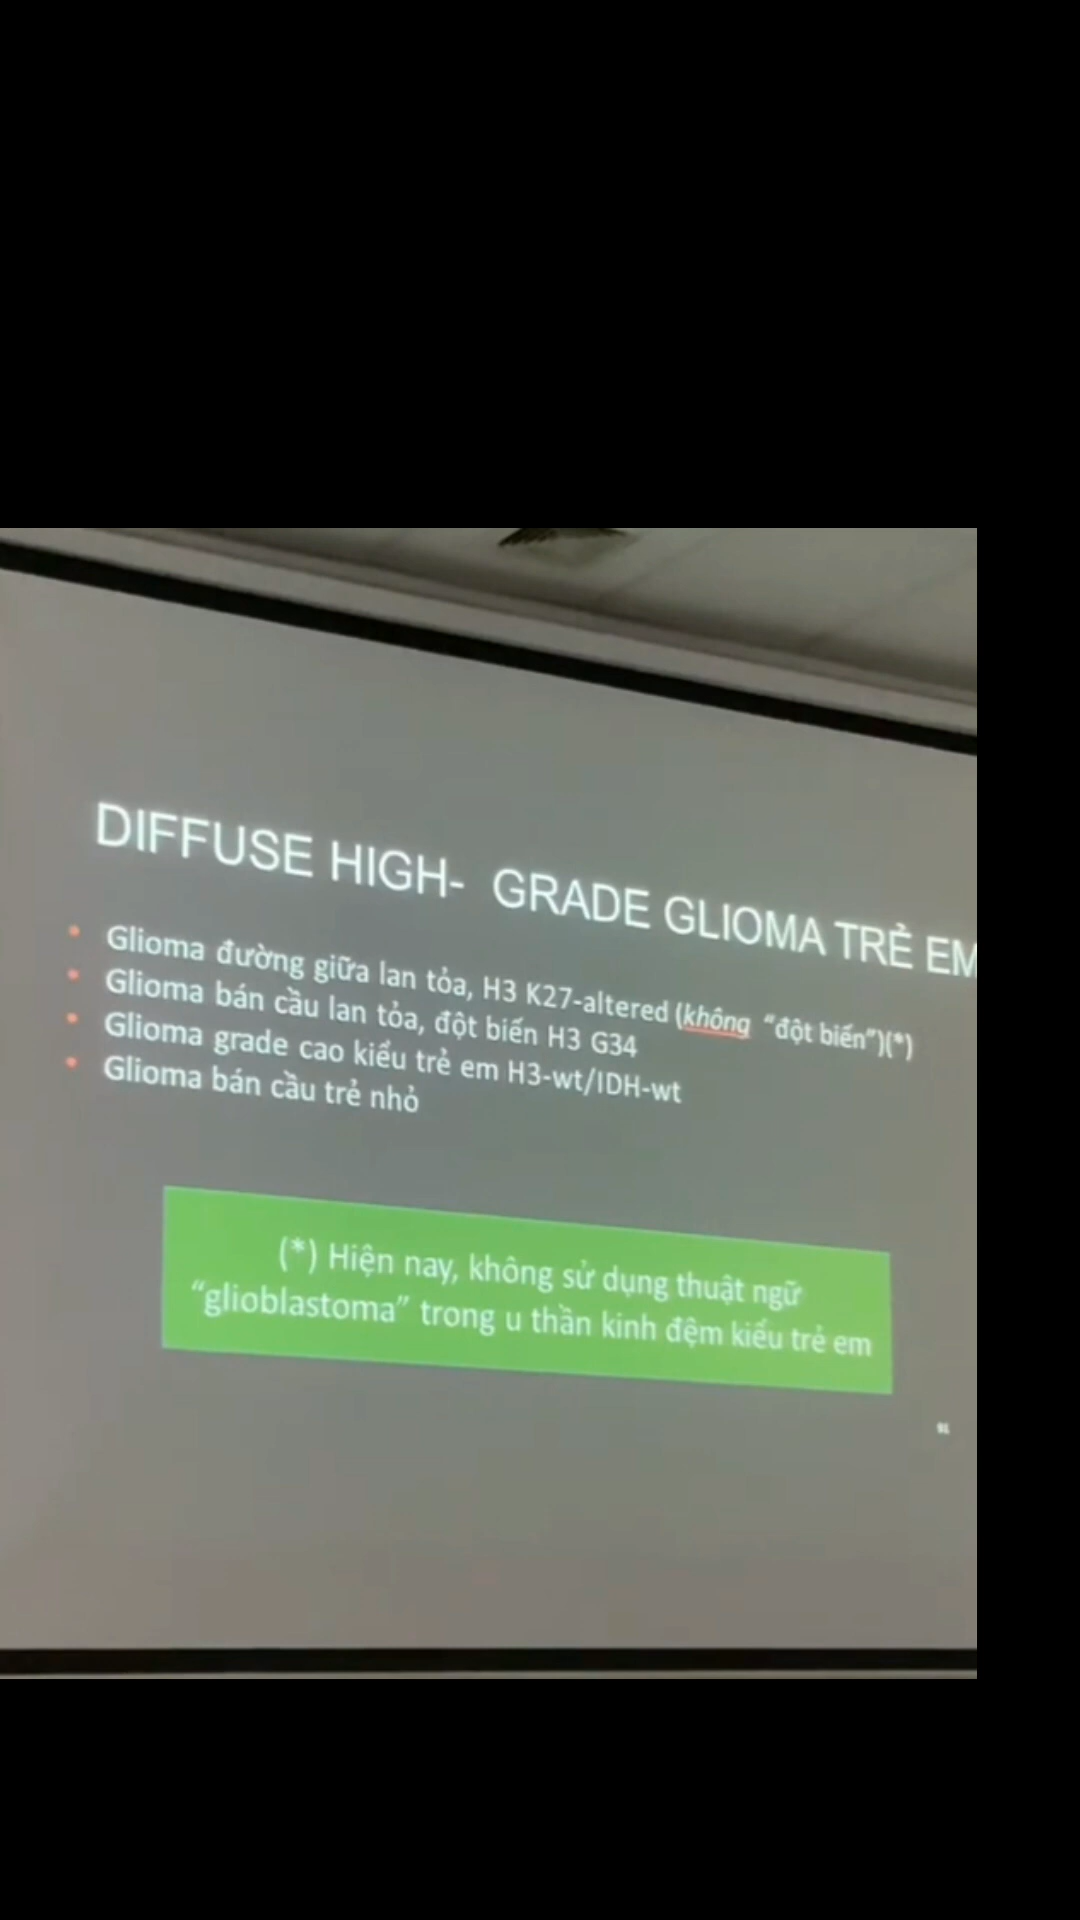 DIFFUSE HIGH- GRADE GLIOMA TRẺ EM
• Glioma đường giữa lan tỏa, H3 K27-altered (không “đột biến”)(*)
• Glioma bán cầu lan tỏa, đột biến H3 G34
• Glioma grade cao kiểu trẻ em H3-wt/IDH-wt
• Glioma bán cầu trẻ nhỏ
(*) Hiện nay, không sử dụng thuật ngữ
“glioblastoma” trong u thần kinh đệm kiểu trẻ em